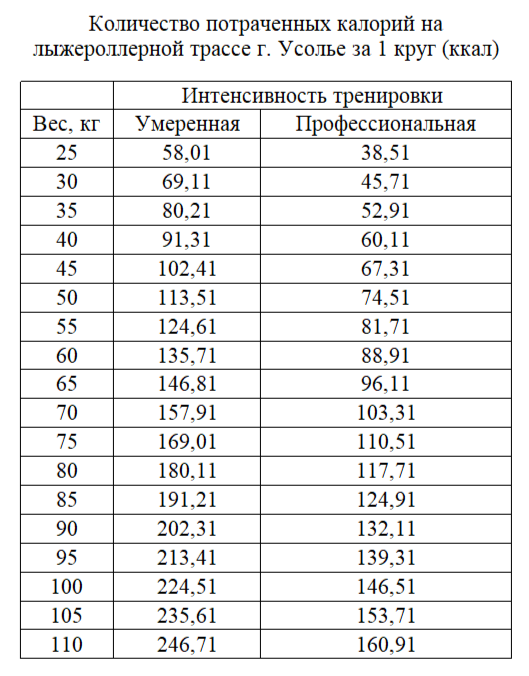 Количество потраченных калорий на
лыжероллерной трассе г. Усолье за 1 круг (ккал)
Интенсивность тренировки
Вес, кг Умеренная Профессиональная
25 58,01 38,51
30 69,11 45,71
35 80,21 52,91
40 91,31 60,11
45 102,41 67,31
50 113,51 74,51
55 124,61 81,71
60 135,71 88,91
65 146,81 96,11
70 157,91 103,31
75 169,01 110,51
80 180,11 117,71
85 191,21 124,91
90 202,31 132,11
95 213,41 139,31
100 224,51 146,51
105 235,61 153,71
110 246,71 160,91